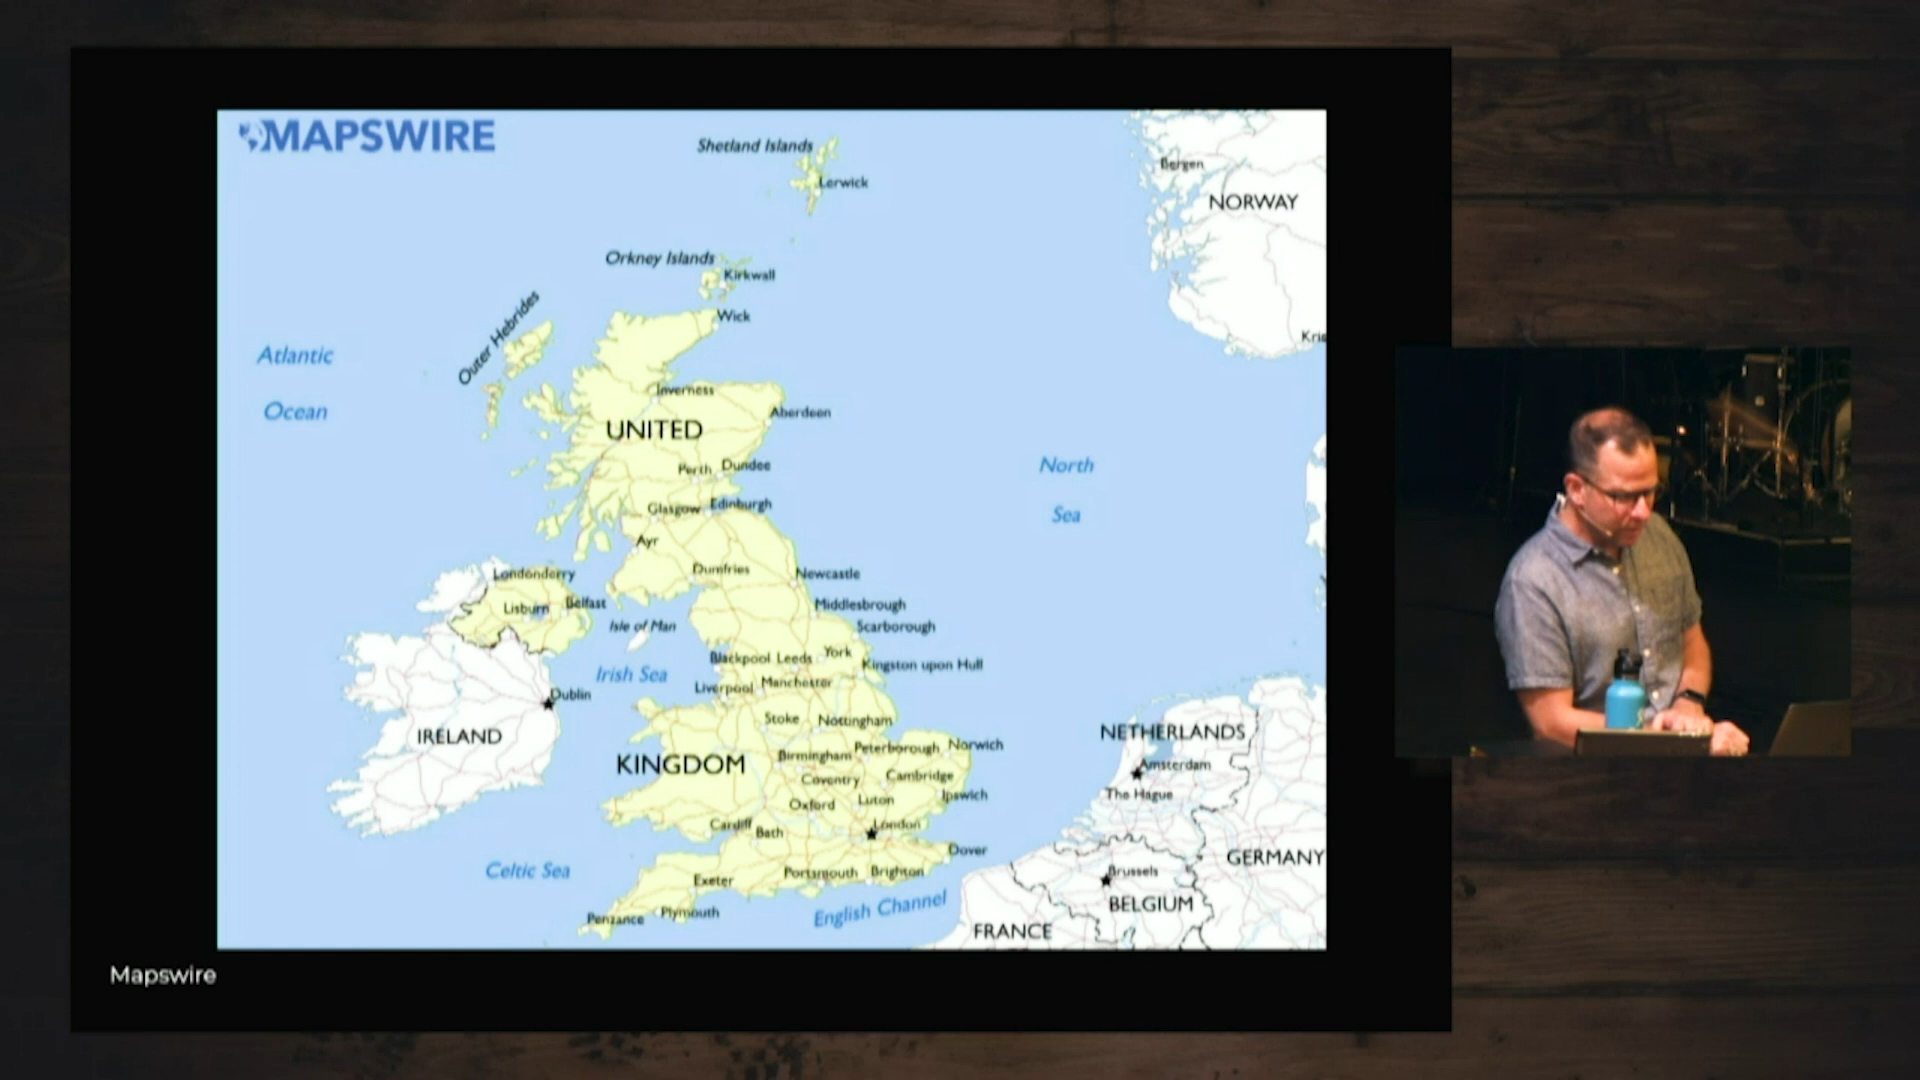 MAPSWIRE
Shetland Islands
Lerwick
Bergen
NORWAY
Orkney Islands
Kirkwall
Wick
Outer Hebrides
Kris
Atlantic
Ocean
Inverness
Aberdeen
UNITED
Perth
Dundee
North
Sea
Glasgow
Edinburgh
Ayr
Dumfries
Newcastle
Londonderry
Lisburn
Belfast
Middlesbrough
Isle of Man
Scarborough
Irish Sea
Blackpool
Leeds
York
Kingston upon Hull
Liverpool
Manchester
Dublin
IRELAND
Stoke
Nottingham
KINGDOM
Birmingham
Peterborough
Norwich
Coventry
Cambridge
Oxford
Luton
Ipswich
NETHERLANDS
Amsterdam
The Hague
Cardiff
Bath
London
Dover
GERMANY
Celtic Sea
Exeter
Portsmouth
Brighton
Brussels
BELGIUM
Penzance
Plymouth
English Channel
FRANCE
Mapswire